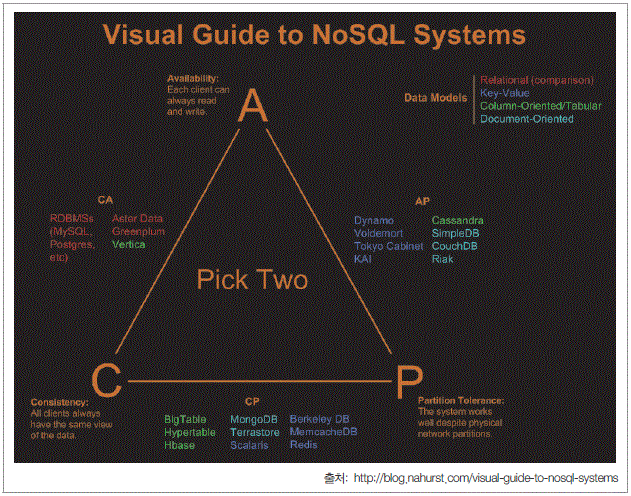 Visual Guide to NoSQL Systems
Availability:
Each client can
always read
and write.
A
Data Models
Relational (comparison)
Key-Value
Column-Oriented/Tabular
Document-Oriented
CA
RDBMSs
(MySQL,
Postgres,
etc)
Aster Data
Greenplum
Vertica
AP
Dynamo
Voldemort
Tokyo Cabinet
KAI
Cassandra
SimpleDB
CouchDB
Riak
Pick Two
C
P
Consistency:
All clients always
have the same view
of the data.
CP
BigTable
Hypertable
Hbase
MongoDB
Terrastore
Scalaris
Berkeley DB
MemcacheDB
Redis
Partition Tolerance:
The system works
well despite physical
network partitions.
출처: http://blog.nahurst.com/visual-guide-to-nosql-systems